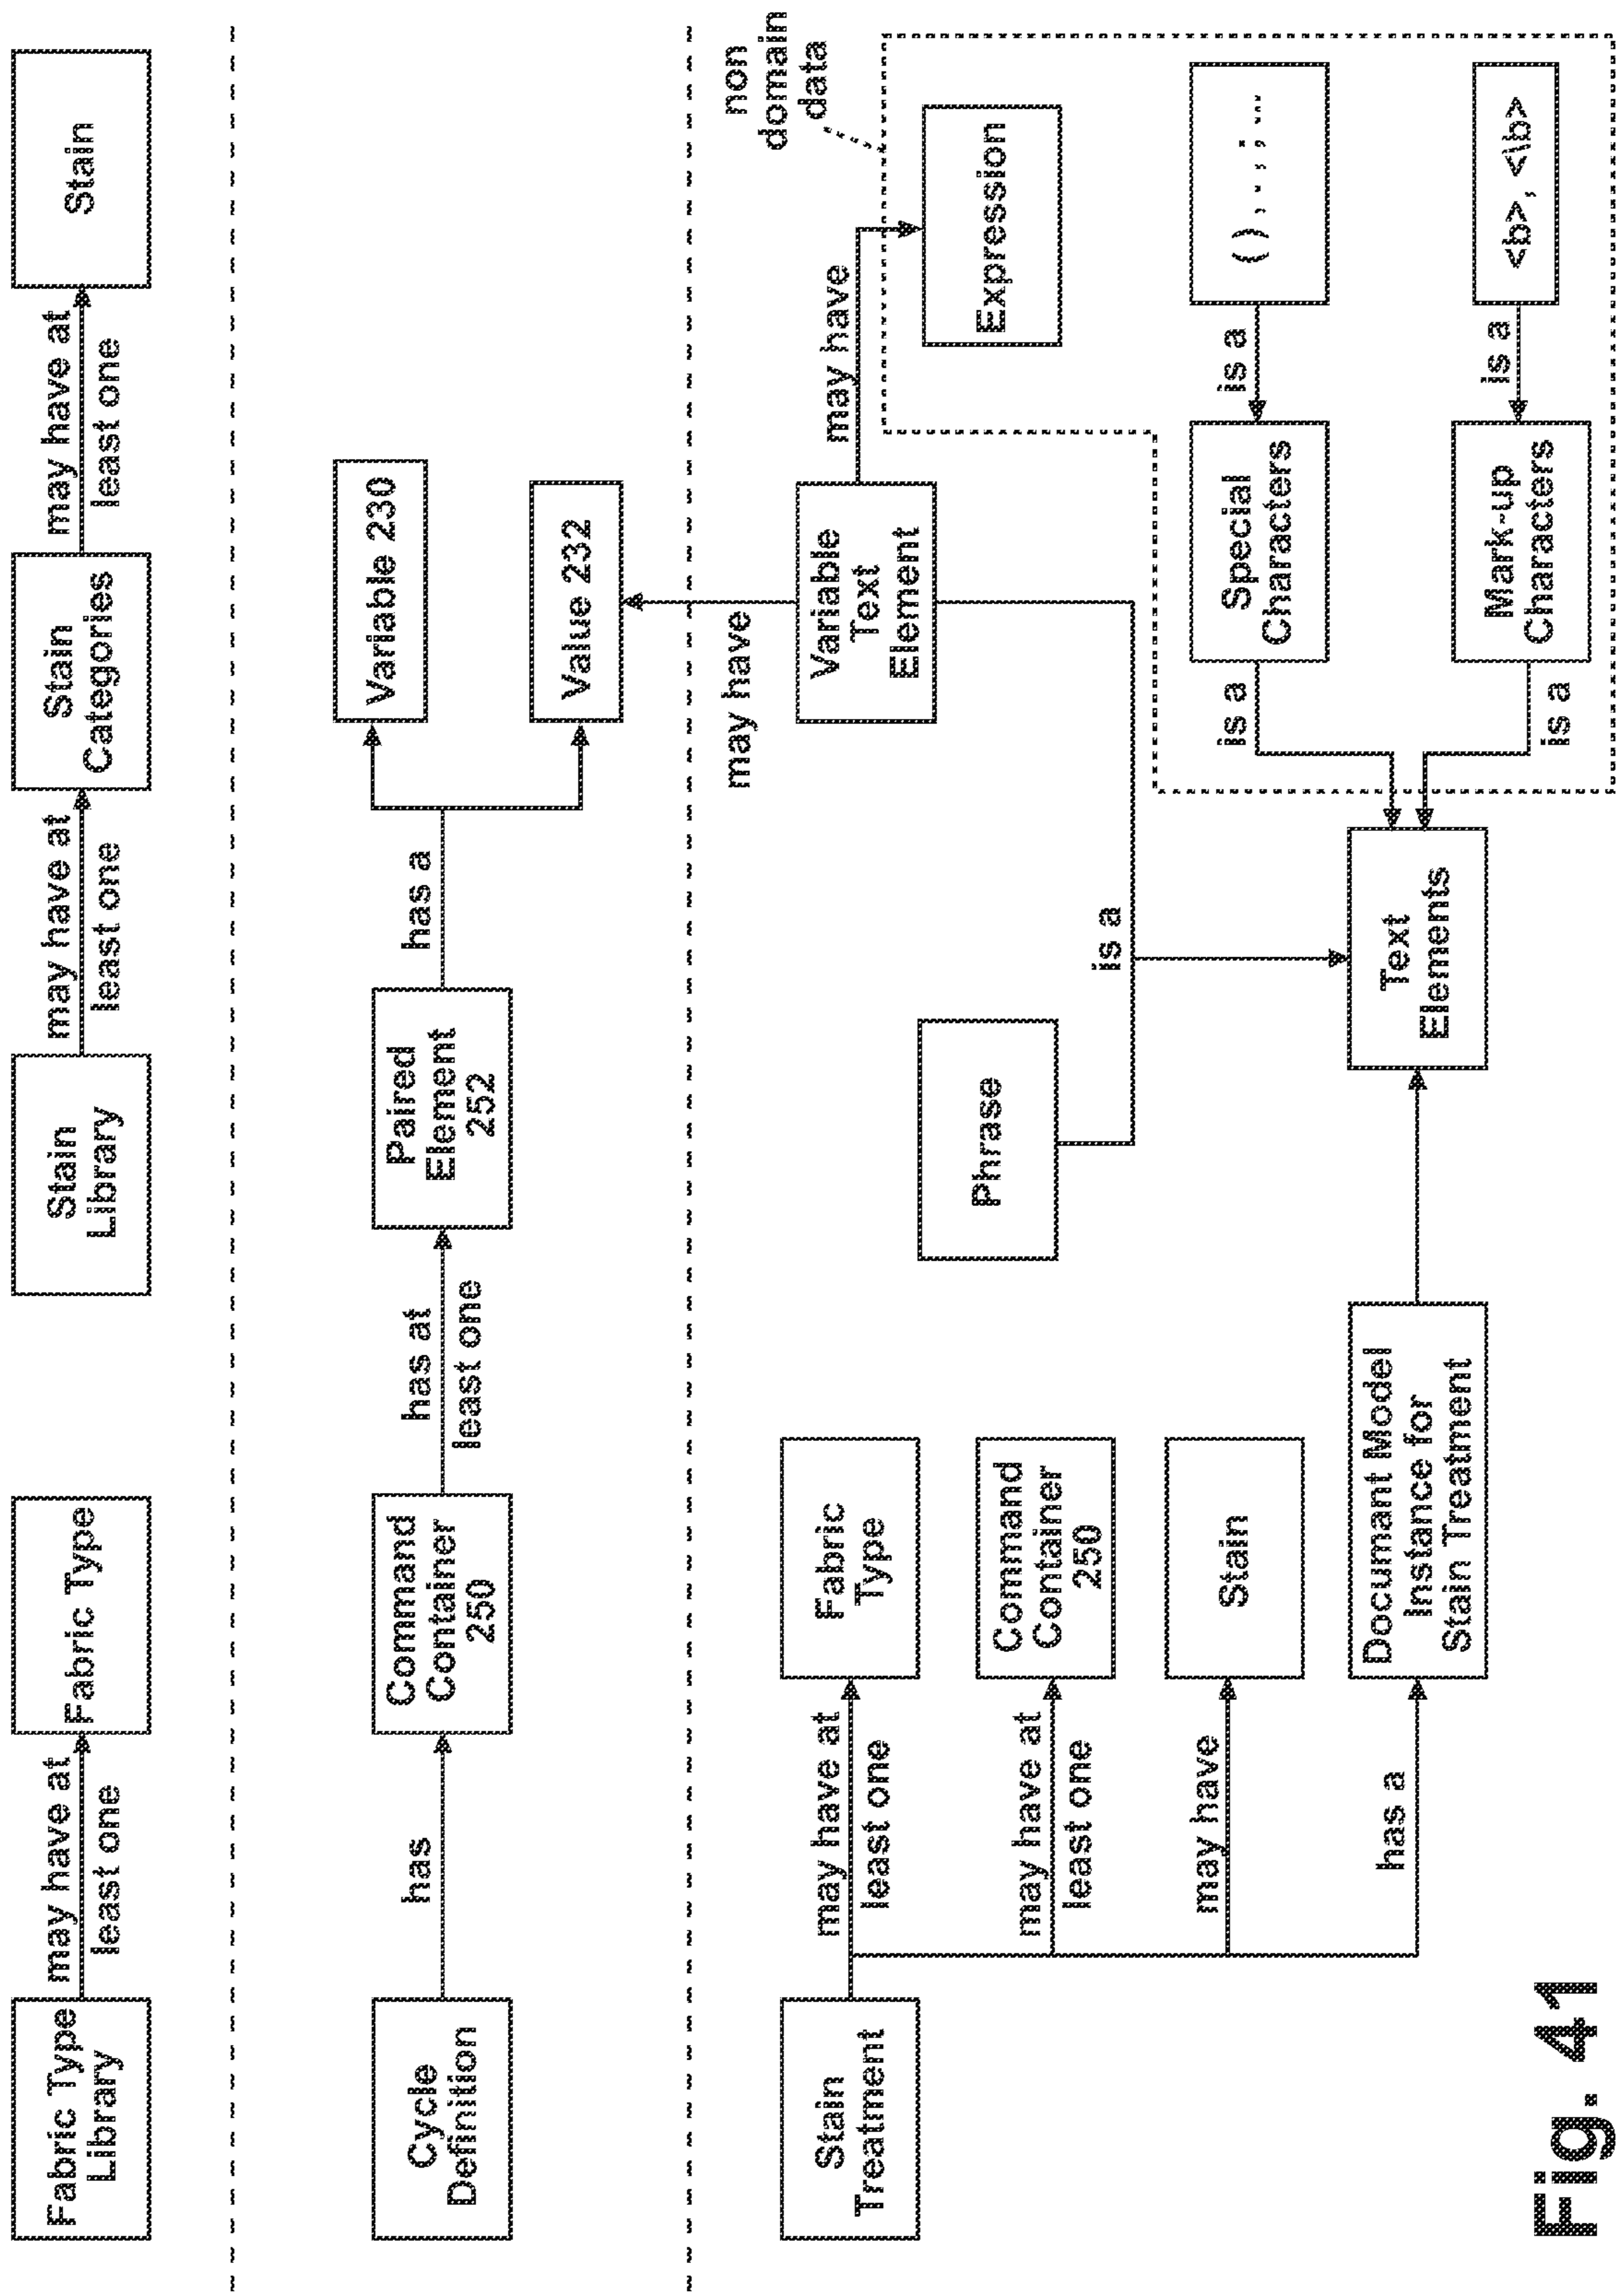 Fabric Type
Library
may have at
least one
Fabric Type
Stain
Library
may have at
least one
Stain
Categories
may have at
least one
Stain
Cycle
Definition
has
Command
Container
250
has at
least one
Paired
Element
252
has a
Variable 230
Value 232
may have
Stain
Treatment
may have at
least one
Fabric
Type
may have at
least one
Command
Container
250
may have
Stain
has a
Documant Model
Instance for
Stain Treatment
Phrase
is a
Text
Elements
Variable
Text
Element
may have
Expression
non
domain
data
is a
Special
Characters
is a
( ) , . , ; : ...
is a
Mark-up
Characters
is a
<b>, <\b>
Fig. 41